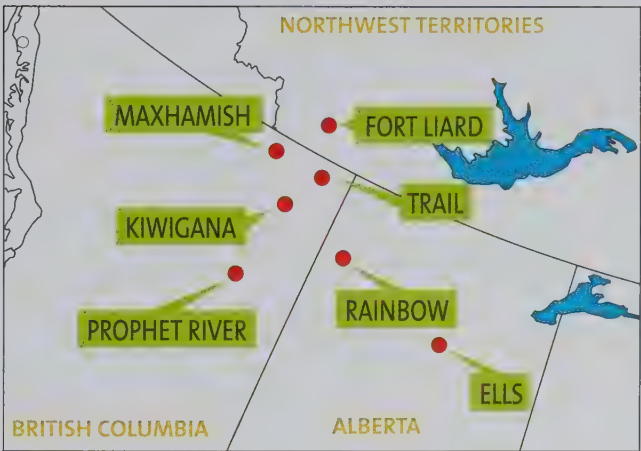 NORTHWEST TERRITORIES
MAXHAMISH
FORT LIARD
TRAIL
KIWIGANA
RAINBOW
PROPHET RIVER
ELLS
BRITISH COLUMBIA
ALBERTA